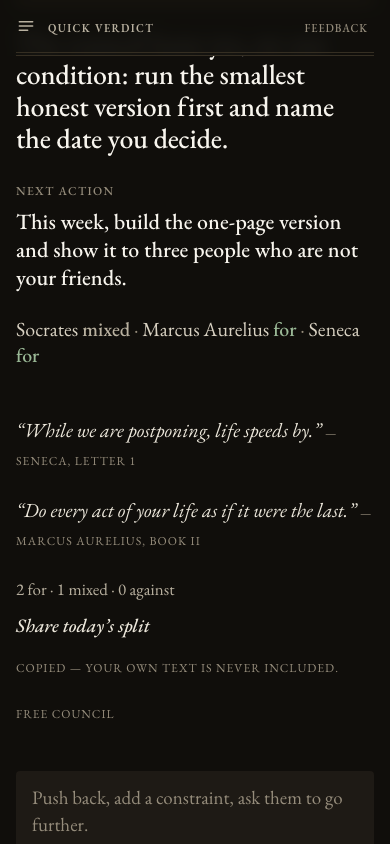 QUICK VERDICT
FEEDBACK
condition: run the smallest
honest version first and name
the date you decide.
NEXT ACTION
This week, build the one-page version
and show it to three people who are not
your friends.
Socrates mixed · Marcus Aurelius for · Seneca
for
“While we are postponing, life speeds by.” —
SENECA, LETTER 1
“Do every act of your life as if it were the last.” —
MARCUS AURELIUS, BOOK II
2 for · 1 mixed · 0 against
Share today’s split
COPIED — YOUR OWN TEXT IS NEVER INCLUDED.
FREE COUNCIL
Push back, add a constraint, ask them to go
further.